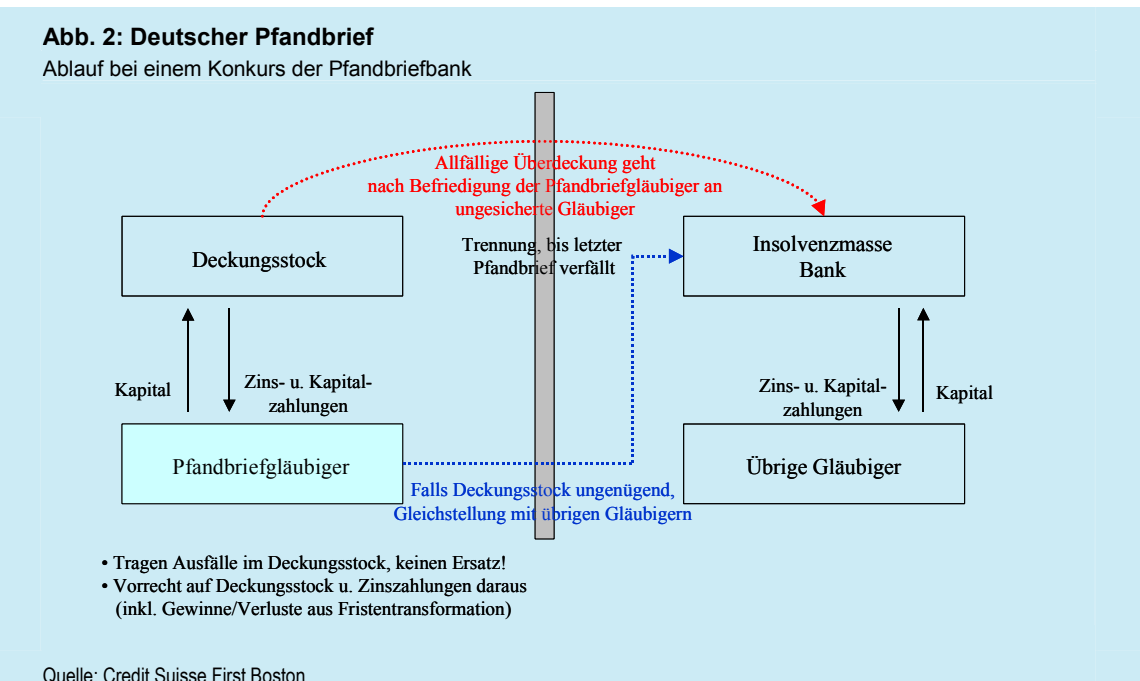 Abb. 2: Deutscher Pfandbrief
Ablauf bei einem Konkurs der Pfandbriefbank
Allfällige Überdeckung geht
nach Befriedigung der Pfandbriefgläubiger an
ungesicherte Gläubiger
Deckungsstock
Trennung, bis letzter
Pfandbrief verfällt
Insolvenzmasse
Bank
Kapital
Zins- u. Kapital-
zahlungen
Zins- u. Kapital-
zahlungen
Kapital
Pfandbriefgläubiger
Übrige Gläubiger
Falls Deckungsstock ungenügend,
Gleichstellung mit übrigen Gläubigern
• Tragen Ausfälle im Deckungsstock, keinen Ersatz!
• Vorrecht auf Deckungsstock u. Zinszahlungen daraus
(inkl. Gewinne/Verluste aus Fristentransformation)
Quelle: Credit Suisse First Boston